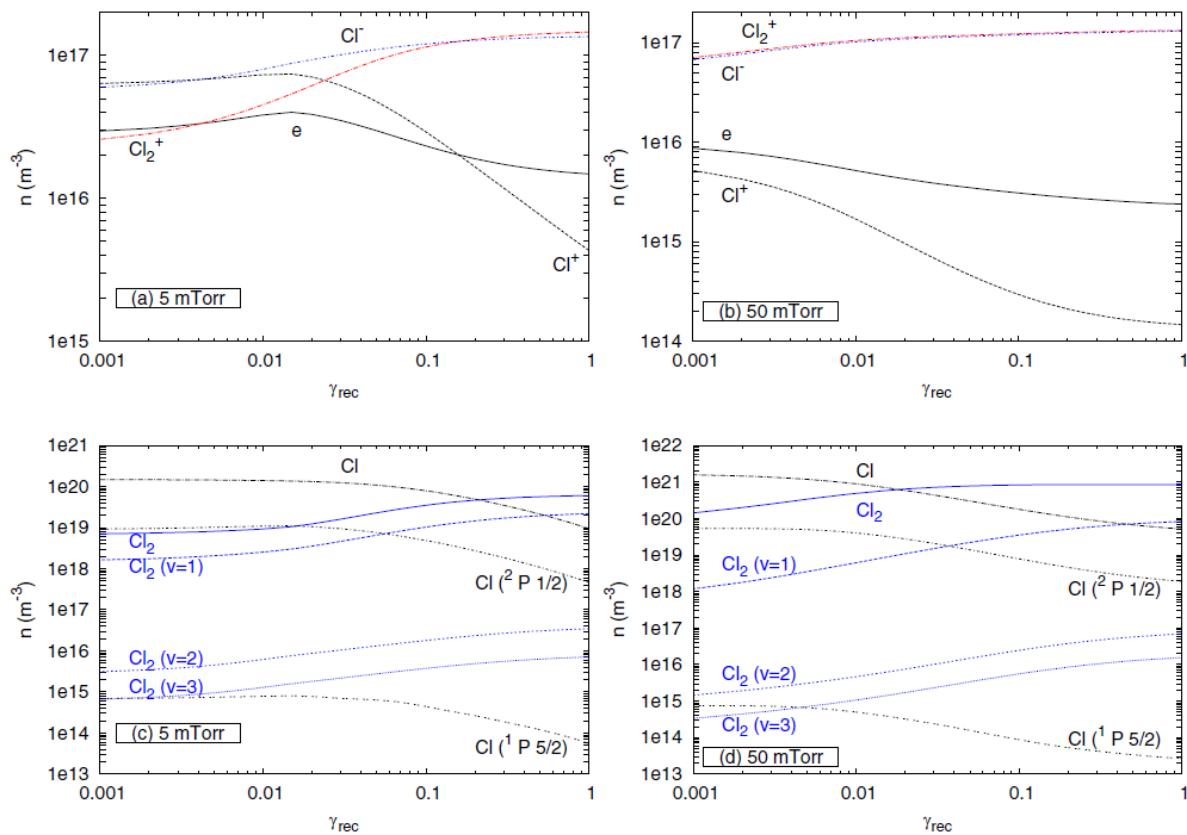 1e17
1e16
1e15
n (m⁻³)
Cl⁻
Cl₂⁺
e
Cl⁺
(a) 5 mTorr
0.001
0.01
0.1
1
γrec
1e17
1e16
1e15
1e14
n (m⁻³)
Cl₂⁺
Cl⁻
e
Cl⁺
(b) 50 mTorr
0.001
0.01
0.1
1
γrec
1e21
1e20
1e19
1e18
1e17
1e16
1e15
1e14
1e13
n (m⁻³)
Cl
Cl₂
Cl₂ (v=1)
Cl (² P 1/2)
Cl₂ (v=2)
Cl₂ (v=3)
(c) 5 mTorr
Cl (¹ P 5/2)
0.001
0.01
0.1
1
γrec
1e22
1e21
1e20
1e19
1e18
1e17
1e16
1e15
1e14
1e13
n (m⁻³)
Cl
Cl₂
Cl₂ (v=1)
Cl (² P 1/2)
Cl₂ (v=2)
Cl₂ (v=3)
Cl (¹ P 5/2)
(d) 50 mTorr
0.001
0.01
0.1
1
γrec